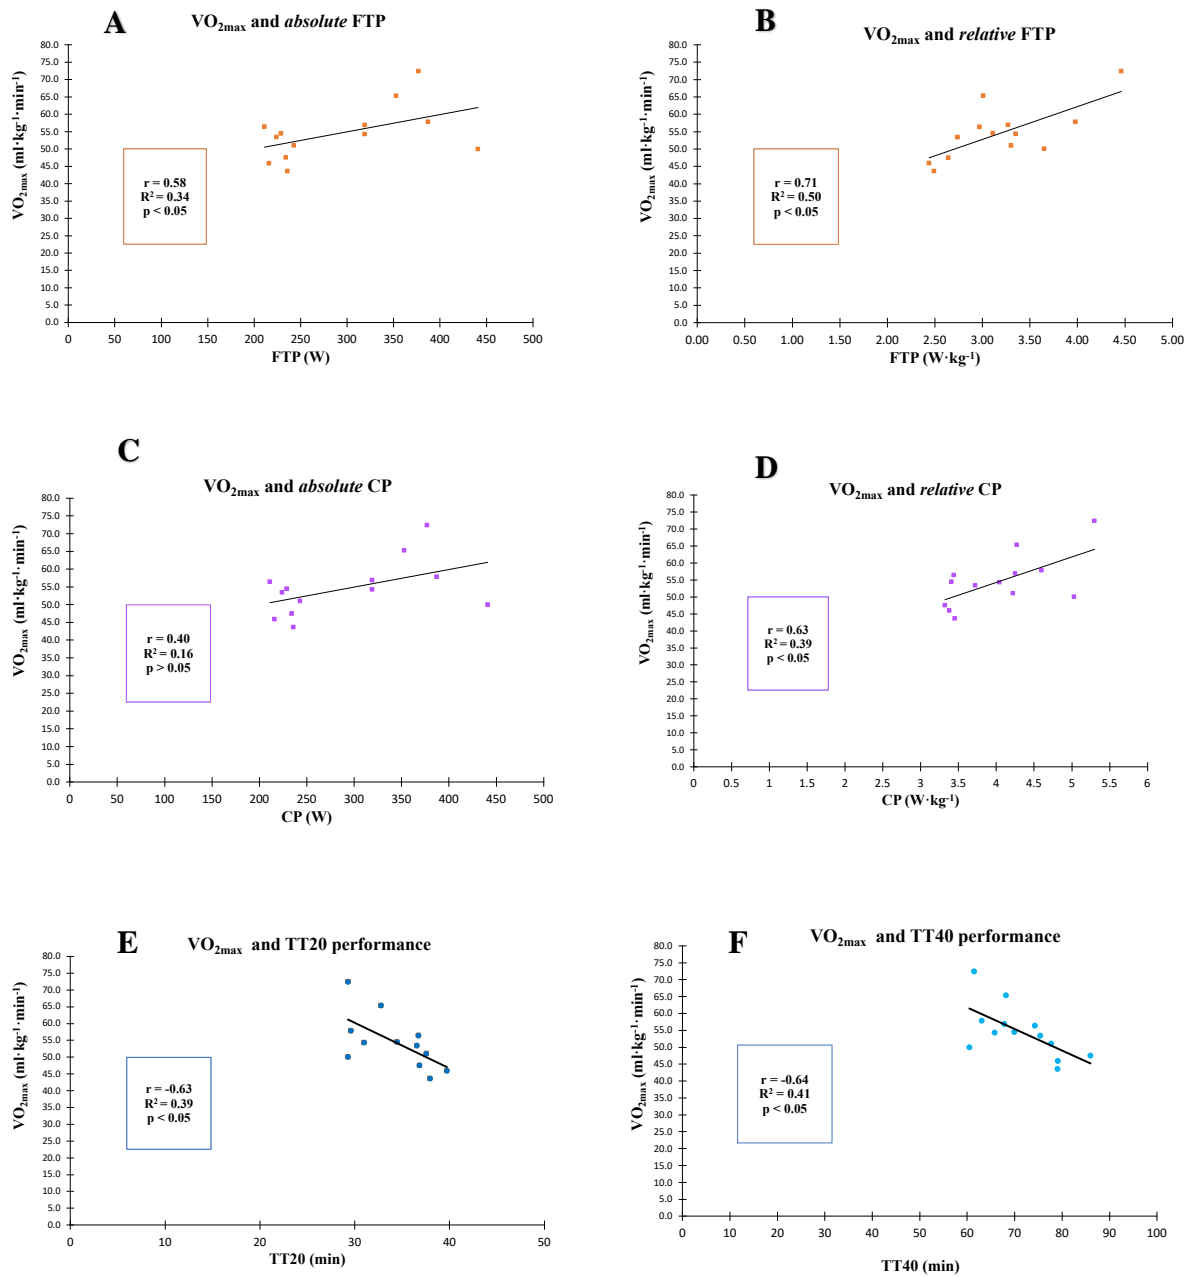 A
VO2max and absolute FTP
80.0
75.0
70.0
65.0
60.0
55.0
50.0
45.0
40.0
35.0
30.0
25.0
20.0
15.0
10.0
5.0
0.0
VO2max (ml·kg-1·min-1)
r = 0.58
R2 = 0.34
p < 0.05
0 50 100 150 200 250 300 350 400 450 500
FTP (W)
B
VO2max and relative FTP
80.0
75.0
70.0
65.0
60.0
55.0
50.0
45.0
40.0
35.0
30.0
25.0
20.0
15.0
10.0
5.0
0.0
VO2max (ml·kg-1·min-1)
r = 0.71
R2 = 0.50
p < 0.05
0.00 0.50 1.00 1.50 2.00 2.50 3.00 3.50 4.00 4.50 5.00
FTP (W·kg-1)
C
VO2max and absolute CP
80.0
75.0
70.0
65.0
60.0
55.0
50.0
45.0
40.0
35.0
30.0
25.0
20.0
15.0
10.0
5.0
0.0
VO2max (ml·kg-1·min-1)
r = 0.40
R2 = 0.16
p > 0.05
0 50 100 150 200 250 300 350 400 450 500
CP (W)
D
VO2max and relative CP
80.0
75.0
70.0
65.0
60.0
55.0
50.0
45.0
40.0
35.0
30.0
25.0
20.0
15.0
10.0
5.0
0.0
VO2max (ml·kg-1·min-1)
r = 0.63
R2 = 0.39
p < 0.05
0 0.5 1 1.5 2 2.5 3 3.5 4 4.5 5 5.5 6
CP (W·kg-1)
E
VO2max and TT20 performance
80.0
75.0
70.0
65.0
60.0
55.0
50.0
45.0
40.0
35.0
30.0
25.0
20.0
15.0
10.0
5.0
0.0
VO2max (ml·kg-1·min-1)
r = -0.63
R2 = 0.39
p < 0.05
0 10 20 30 40 50
TT20 (min)
F
VO2max and TT40 performance
80.0
75.0
70.0
65.0
60.0
55.0
50.0
45.0
40.0
35.0
30.0
25.0
20.0
15.0
10.0
5.0
0.0
VO2max (ml·kg-1·min-1)
r = -0.64
R2 = 0.41
p < 0.05
0 10 20 30 40 50 60 70 80 90 100
TT40 (min)